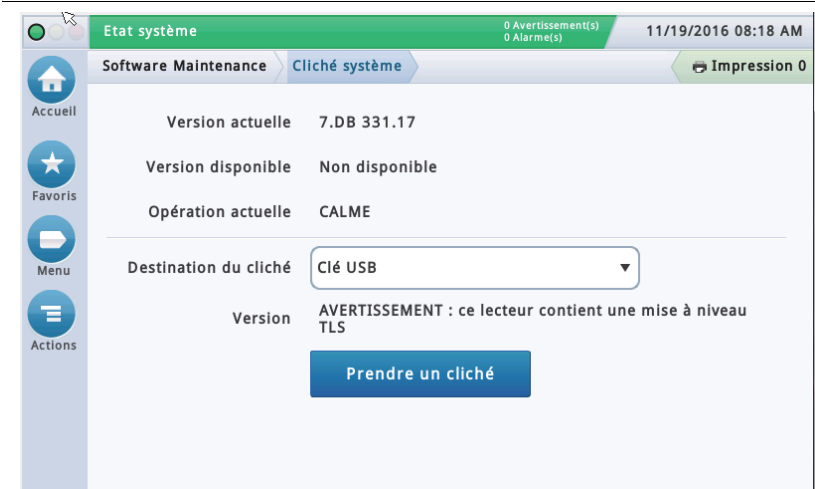 Etat système
0 Avertissement(s)
0 Alarme(s)
11/19/2016 08:18 AM
Software Maintenance
Cliché système
Impression 0
Accueil
Favoris
Menu
Actions
Version actuelle 7.DB 331.17
Version disponible Non disponible
Opération actuelle CALME
Destination du cliché Clé USB
Version AVERTISSEMENT : ce lecteur contient une mise à niveau
TLS
Prendre un cliché